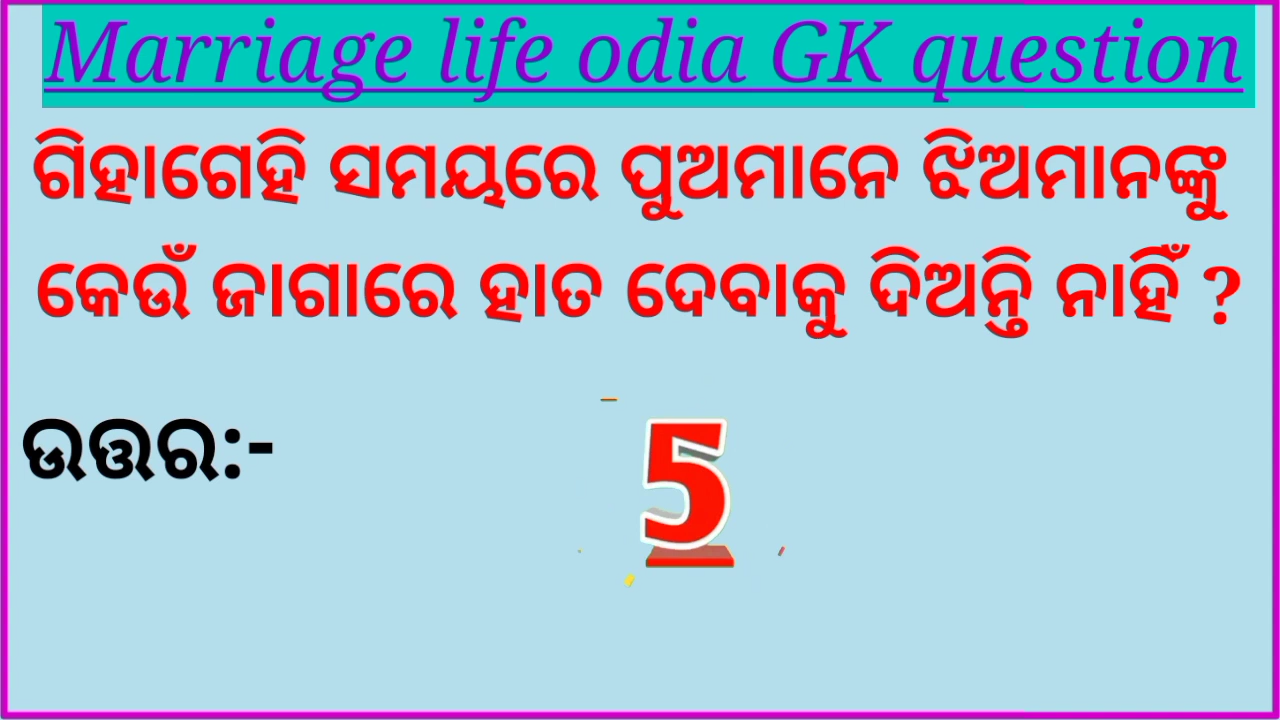 Marriage life odia GK question
ଗିହାଗେହି ସମୟରେ ପୁଅମାନେ ଝିଅମାନଙ୍କୁ
କେଉଁ ଜାଗାରେ ହାତ ଦେବାକୁ ଦିଅନ୍ତି ନାହିଁ ?
ଉତ୍ତର:-
5